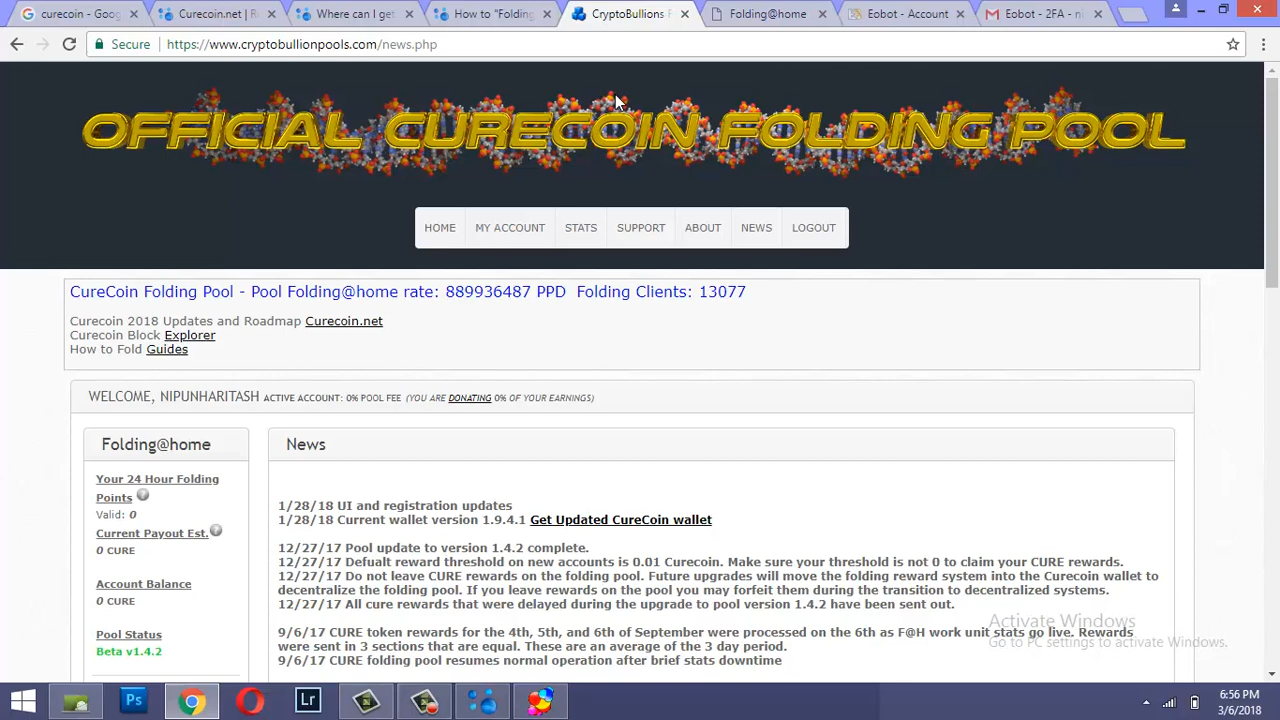 curecoin - Goog
Curecoin.net | R
Where can I get
How to "Folding
CryptoBullions F
Folding@home
Eobot - Account
Eobot - 2FA - ni
Secure https://www.cryptobullionpools.com/news.php
OFFICIAL CURECOIN FOLDING POOL
HOME MY ACCOUNT STATS SUPPORT ABOUT NEWS LOGOUT
CureCoin Folding Pool - Pool Folding@home rate: 889936487 PPD Folding Clients: 13077
Curecoin 2018 Updates and Roadmap Curecoin.net
Curecoin Block Explorer
How to Fold Guides
WELCOME, NIPUNHARITASH ACTIVE ACCOUNT: 0% POOL FEE (YOU ARE DONATING 0% OF YOUR EARNINGS)
Folding@home
Your 24 Hour Folding
Points ?
Valid: 0
Current Payout Est. ?
0 CURE
Account Balance
0 CURE
Pool Status
Beta v1.4.2
News
1/28/18 UI and registration updates
1/28/18 Current wallet version 1.9.4.1 Get Updated CureCoin wallet
12/27/17 Pool update to version 1.4.2 complete.
12/27/17 Defualt reward threshold on new accounts is 0.01 Curecoin. Make sure your threshold is not 0 to claim your CURE rewards.
12/27/17 Do not leave CURE rewards on the folding pool. Future upgrades will move the folding reward system into the Curecoin wallet to
decentralize the folding pool. If you leave rewards on the pool you may forfeit them during the transition to decentralized systems.
12/27/17 All cure rewards that were delayed during the upgrade to pool version 1.4.2 have been sent out.
9/6/17 CURE token rewards for the 4th, 5th, and 6th of September were processed on the 6th as F@H work unit stats go live. Rewards
were sent in 3 sections that are equal. These are an average of the 3 day period.
9/6/17 CURE folding pool resumes normal operation after brief stats downtime
Activate Windows
Go to PC settings to activate Windows.
Ps
Lr
6:56 PM
3/6/2018